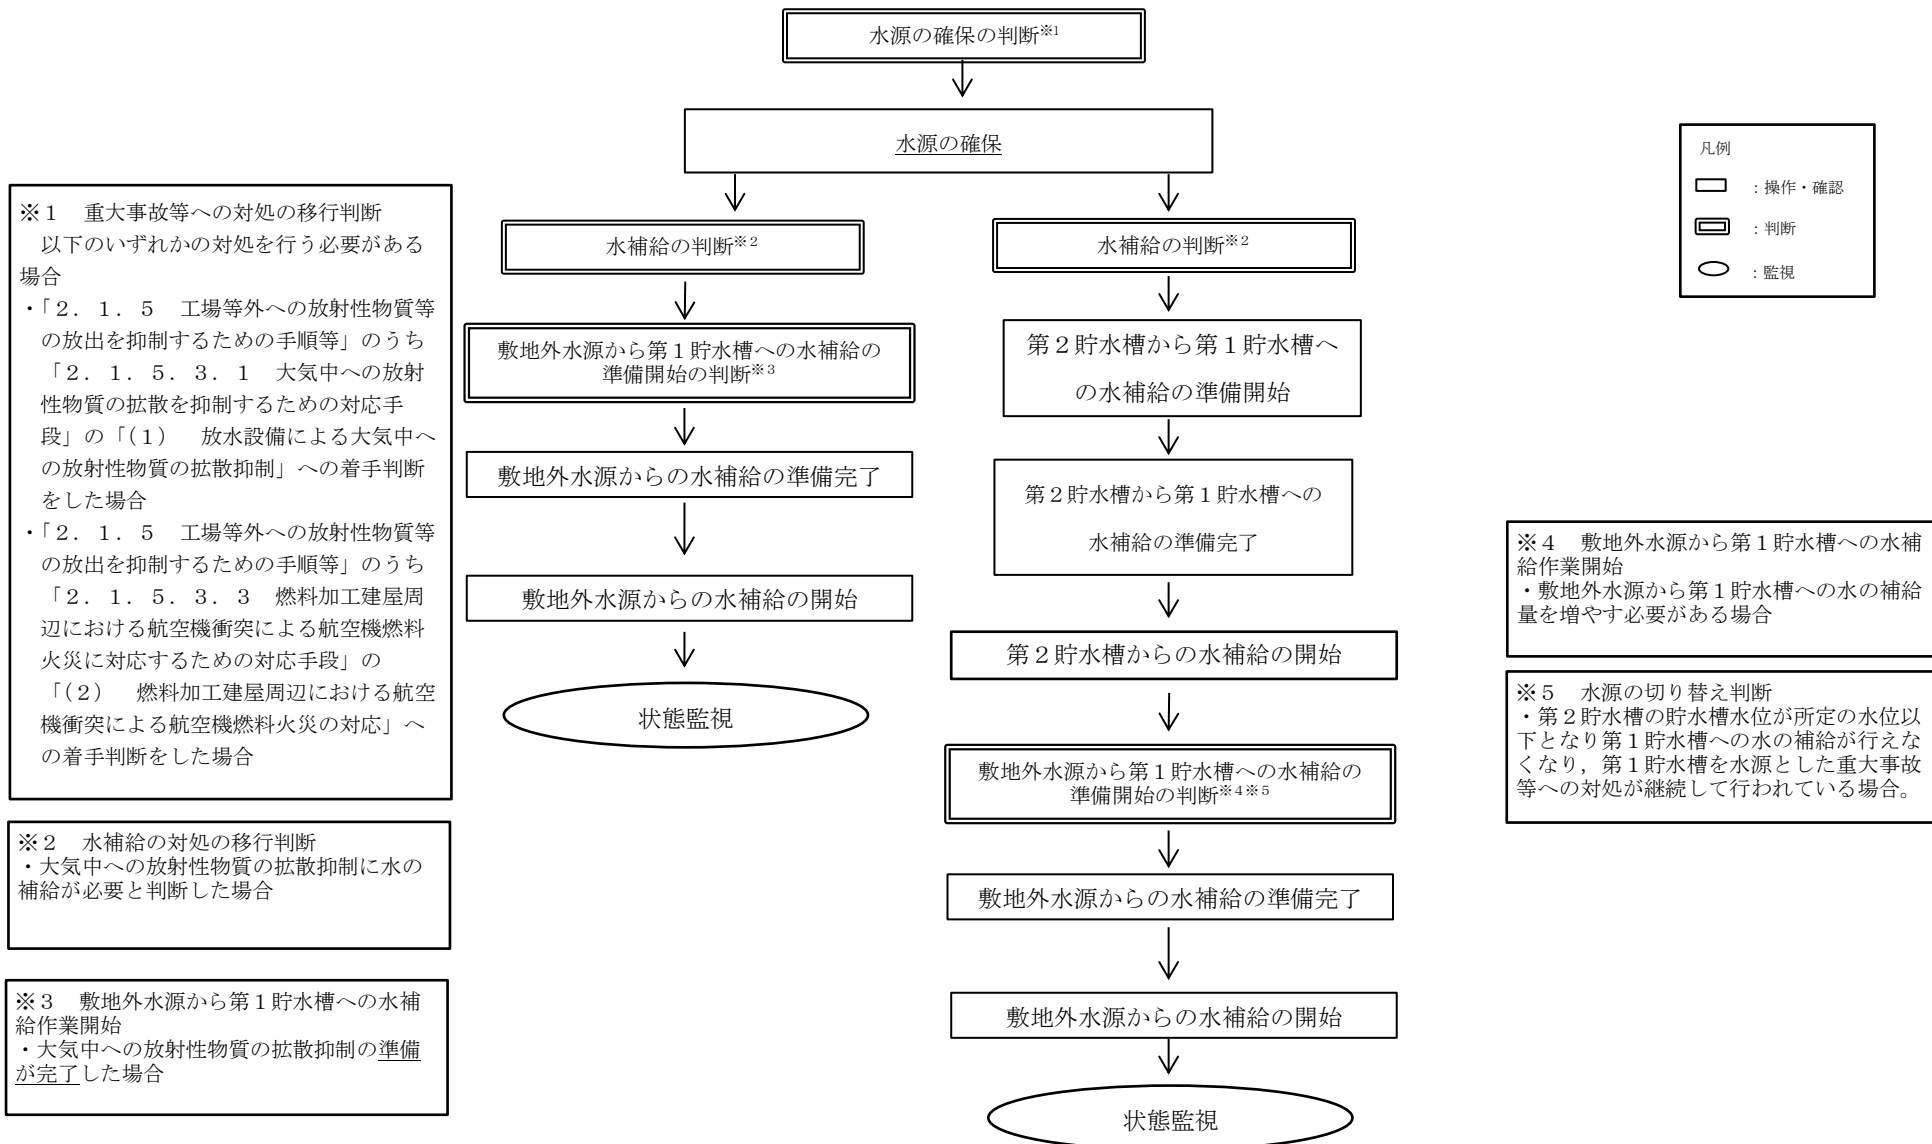 水源の確保の判断※1
水源の確保
※1　重大事故等への対処の移行判断
以下のいずれかの対処を行う必要がある
場合
・「2．1．5　工場等外への放射性物質等
の放出を抑制するための手順等」のうち
「2．1．5．3．1　大気中への放射
性物質の拡散を抑制するための対応手
段」の「(1)　放水設備による大気中へ
の放射性物質の拡散抑制」への着手判断
をした場合
・「2．1．5　工場等外への放射性物質等
の放出を抑制するための手順等」のうち
「2．1．5．3．3　燃料加工建屋周
辺における航空機衝突による航空機燃料
火災に対応するための対応手段」の
「(2)　燃料加工建屋周辺における航空
機衝突による航空機燃料火災の対応」へ
の着手判断をした場合
※2　水補給の対処の移行判断
・大気中への放射性物質の拡散抑制に水の
補給が必要と判断した場合
※3　敷地外水源から第1貯水槽への水補
給作業開始
・大気中への放射性物質の拡散抑制の準備
が完了した場合
水補給の判断※2
敷地外水源から第1貯水槽への水補給の
準備開始の判断※3
敷地外水源からの水補給の準備完了
敷地外水源からの水補給の開始
状態監視
水補給の判断※2
第2貯水槽から第1貯水槽へ
の水補給の準備開始
第2貯水槽から第1貯水槽への
水補給の準備完了
第2貯水槽からの水補給の開始
敷地外水源から第1貯水槽への水補給の
準備開始の判断※4※5
敷地外水源からの水補給の準備完了
敷地外水源からの水補給の開始
状態監視
凡例
：操作・確認
：判断
：監視
※4　敷地外水源から第1貯水槽への水補
給作業開始
・敷地外水源から第1貯水槽への水の補給
量を増やす必要がある場合
※5　水源の切り替え判断
・第2貯水槽の貯水槽水位が所定の水位以
下となり第1貯水槽への水の補給が行えな
くなり，第1貯水槽を水源とした重大事故
等への対処が継続して行われている場合。